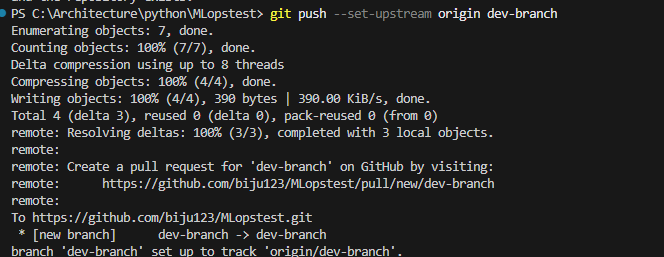 PS C:\Architecture\python\MLopstest> git push --set-upstream origin dev-branch
Enumerating objects: 7, done.
Counting objects: 100% (7/7), done.
Delta compression using up to 8 threads
Compressing objects: 100% (4/4), done.
Writing objects: 100% (4/4), 390 bytes | 390.00 KiB/s, done.
Total 4 (delta 3), reused 0 (delta 0), pack-reused 0 (from 0)
remote: Resolving deltas: 100% (3/3), completed with 3 local objects.
remote:
remote: Create a pull request for 'dev-branch' on GitHub by visiting:
remote:      https://github.com/biju123/MLopstest/pull/new/dev-branch
remote:
To https://github.com/biju123/MLopstest.git
 * [new branch]      dev-branch -> dev-branch
branch 'dev-branch' set up to track 'origin/dev-branch'.